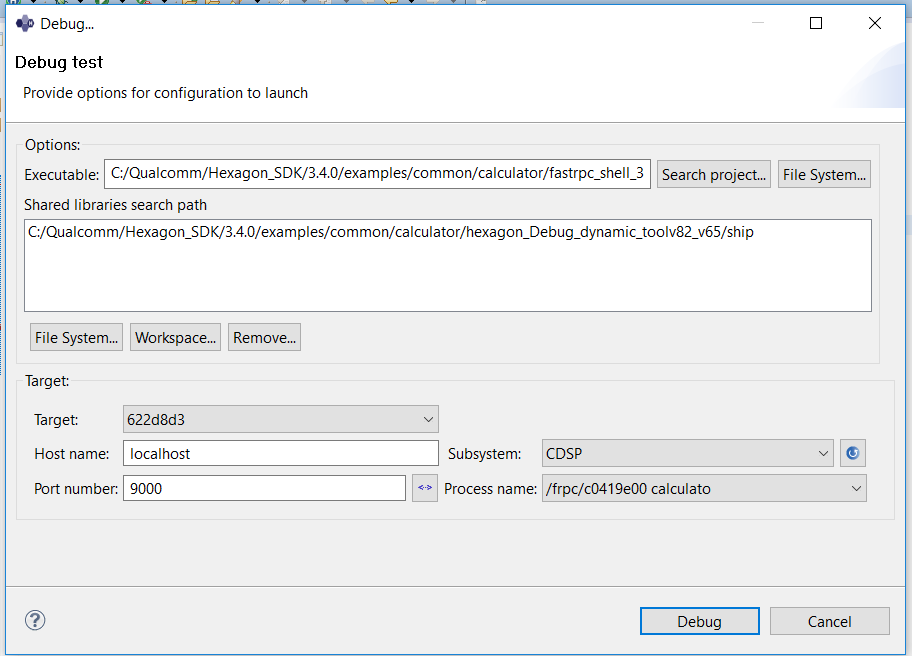 Debug...
Debug test
Provide options for configuration to launch
Options:
Executable: C:/Qualcomm/Hexagon_SDK/3.4.0/examples/common/calculator/fastrpc_shell_3 Search project... File System...
Shared libraries search path
C:/Qualcomm/Hexagon_SDK/3.4.0/examples/common/calculator/hexagon_Debug_dynamic_toolv82_v65/ship
File System... Workspace... Remove...
Target:
Target: 622d8d3
Host name: localhost Subsystem: CDSP
Port number: 9000 <-> Process name: /frpc/c0419e00 calculato
? Debug Cancel